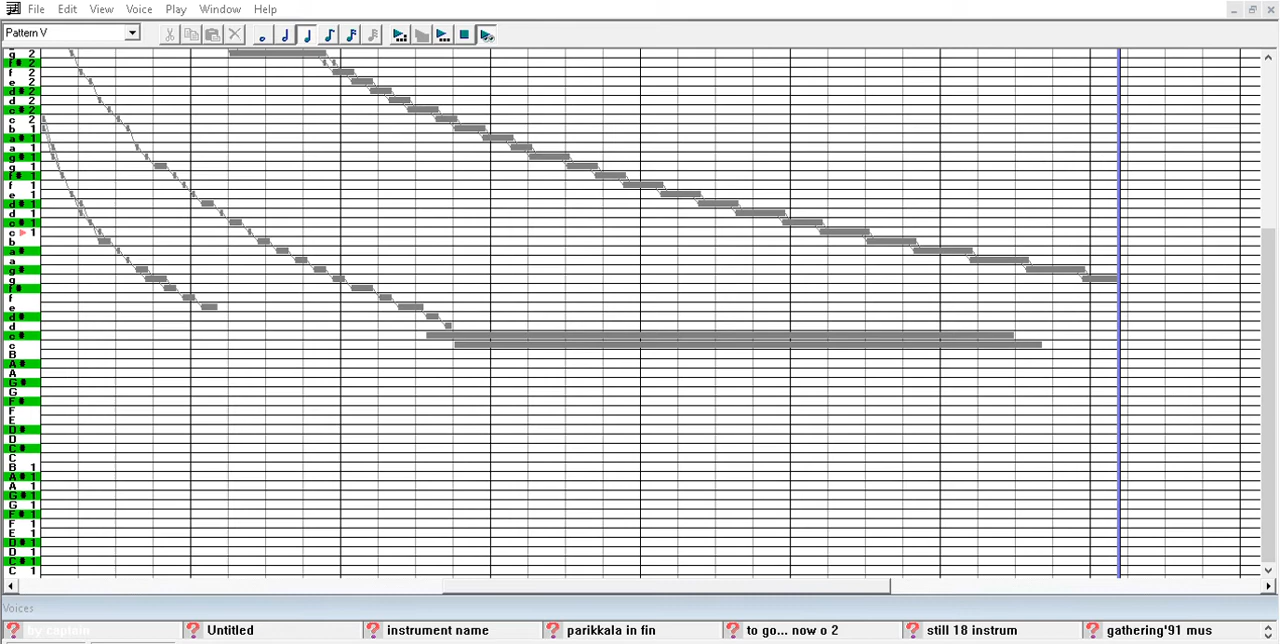 File Edit View Voice Play Window Help
Pattern V
g 2
f# 2
f 2
e 2
d# 2
d 2
c# 2
c 2
b 1
a# 1
a 1
g# 1
g 1
f# 1
f 1
e 1
d# 1
d 1
c# 1
c 1
b
a#
a
g#
g
f#
f
e
d#
d
c#
c
B
A#
A
G#
G
F#
F
E
D#
D
C#
C
B 1
A# 1
A 1
G# 1
G 1
F# 1
F 1
E 1
D# 1
D 1
C# 1
C 1
Voices
by captain Untitled instrument name parikkala in fin to go... now o 2 still 18 instrum gathering'91 mus